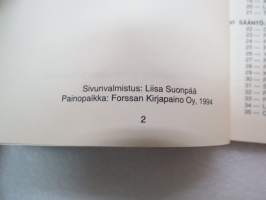 Sivunvalmistus: Liisa Suonpää
Painopaikka: Forssan Kirjapaino Oy, 1994
2